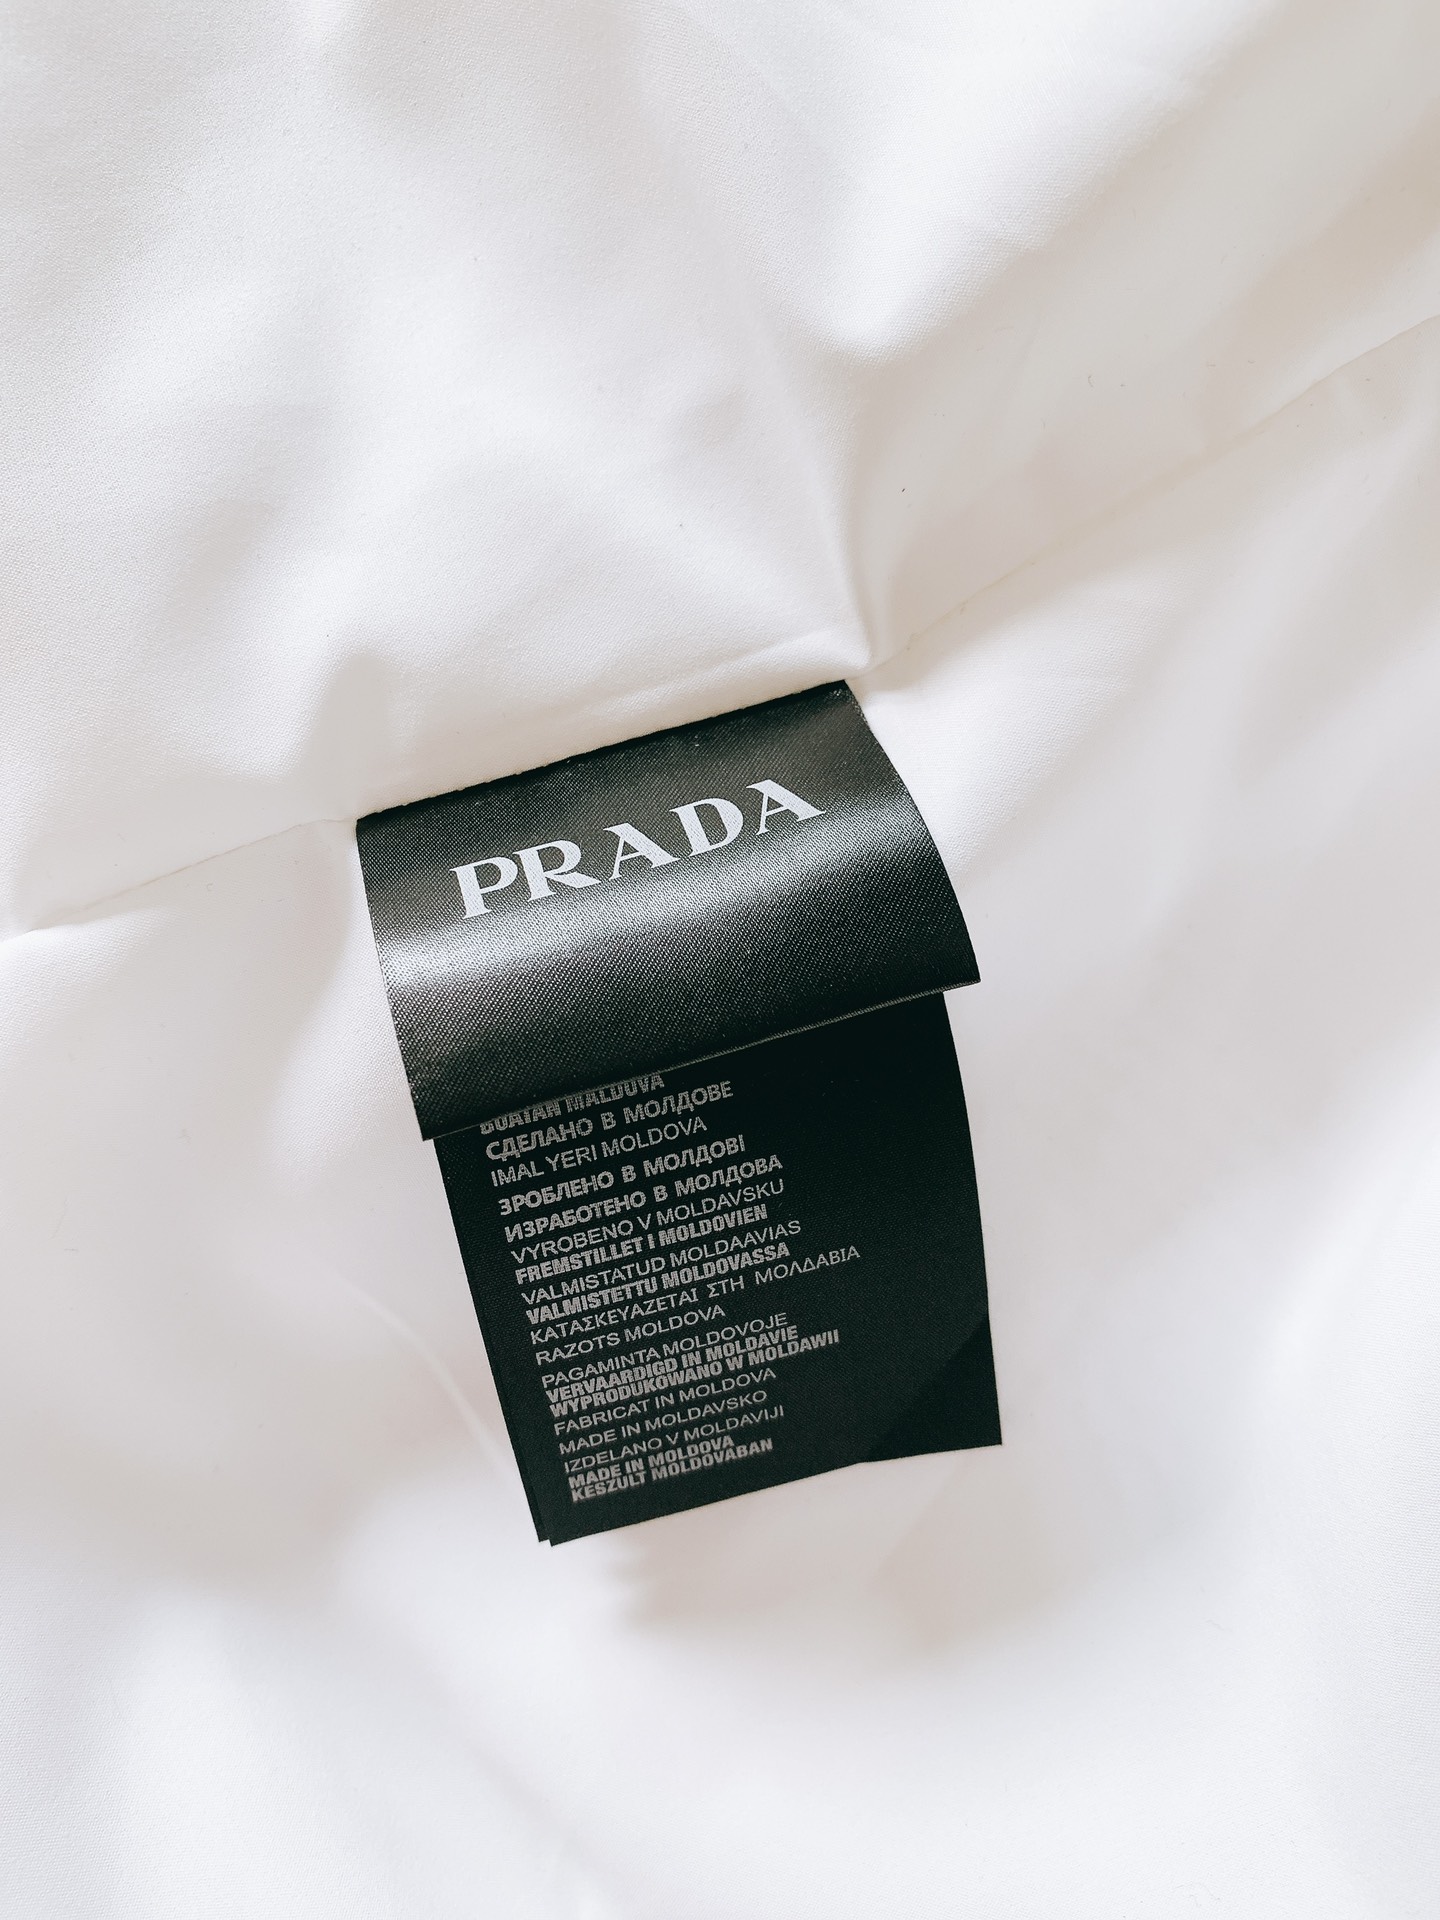 PRADA
BUATAN MALDOVA
СДЕЛАНО В МОЛДОВЕ
IMAL YERI MOLDOVA
ЗРОБЛЕНО В МОЛДОВІ
ИЗРАБОТЕНО В МОЛДОВА
VYROBENO V MOLDAVSKU
FREMSTILLET I MOLDOVIEN
VALMISTATUD MOLDAAVIAS
VALMISTETTU MOLDOVASSA
ΚΑΤΑΣΚΕΥΑΖΕΤΑΙ ΣΤΗ ΜΟΛΔΑΒΙΑ
RAZOTS MOLDOVA
PAGAMINTA MOLDOVOJE
VERVAARDIGD IN MOLDAVIE
WYPRODUKOWANO W MOLDAWII
FABRICAT IN MOLDOVA
MADE IN MOLDAVSKO
IZDELANO V MOLDAVIJI
MADE IN MOLDOVA
KESZULT MOLDOVABAN